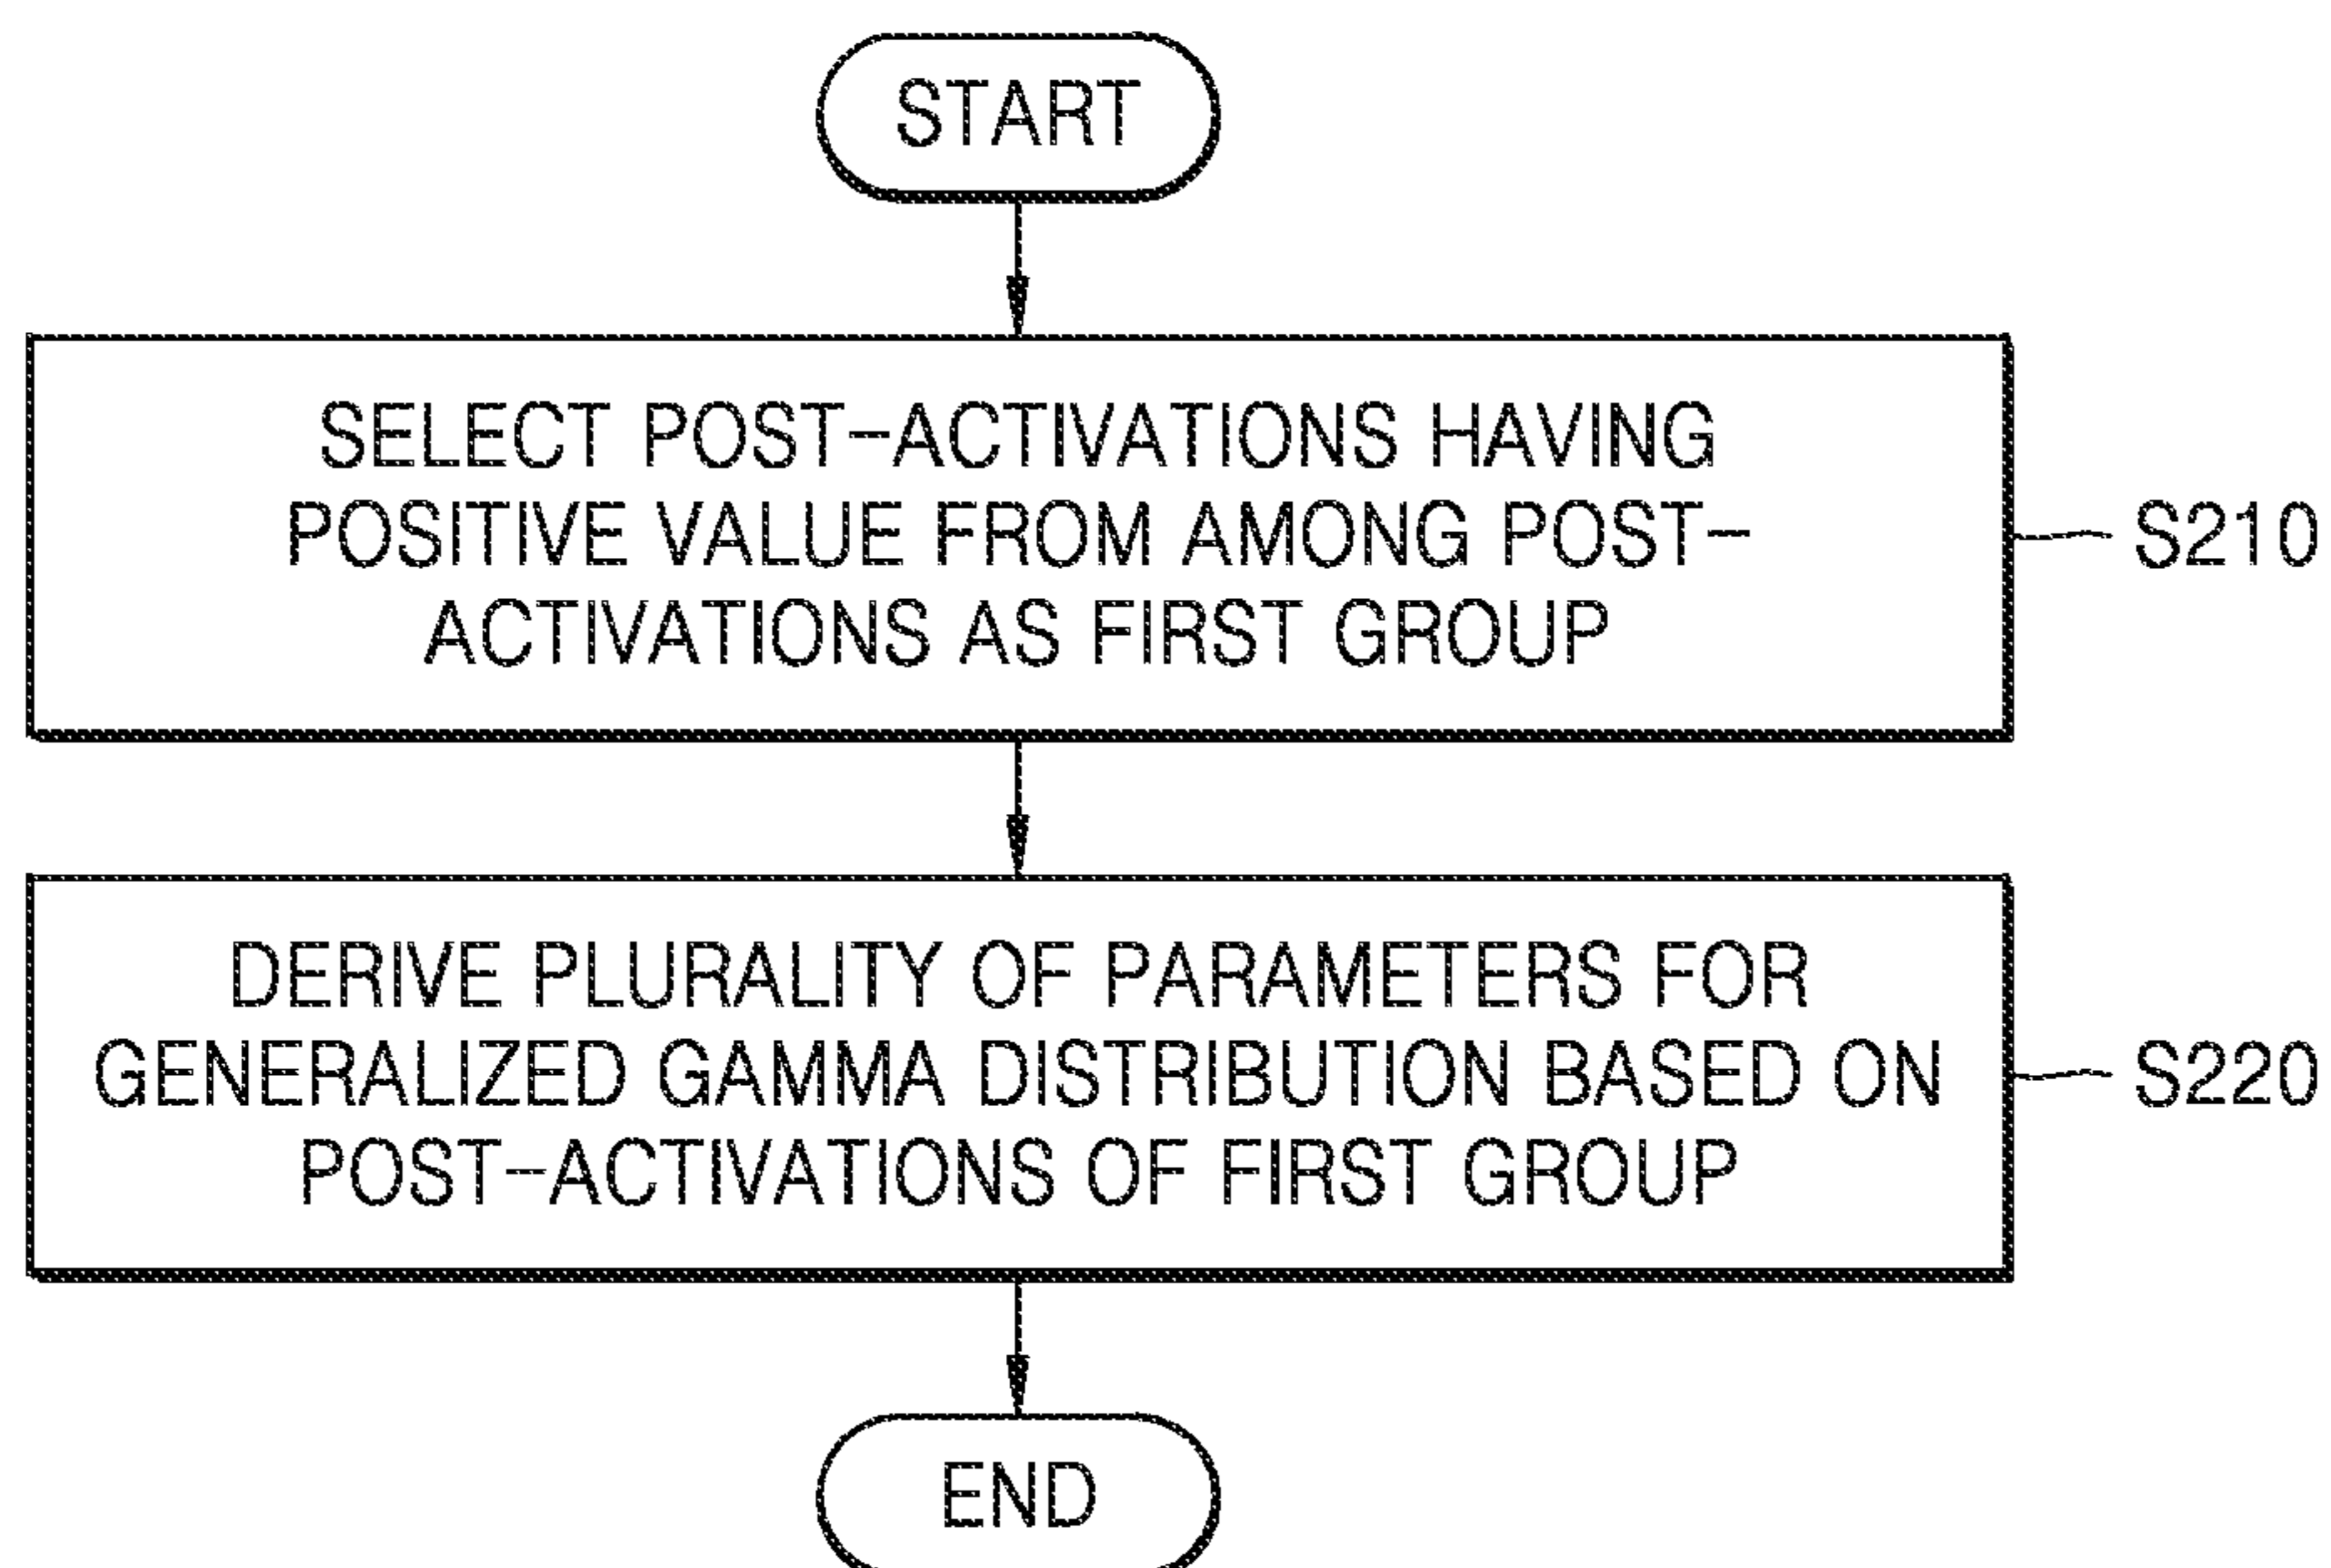 START
SELECT POST-ACTIVATIONS HAVING
POSITIVE VALUE FROM AMONG POST-
ACTIVATIONS AS FIRST GROUP
S210
DERIVE PLURALITY OF PARAMETERS FOR
GENERALIZED GAMMA DISTRIBUTION BASED ON
POST-ACTIVATIONS OF FIRST GROUP
S220
END